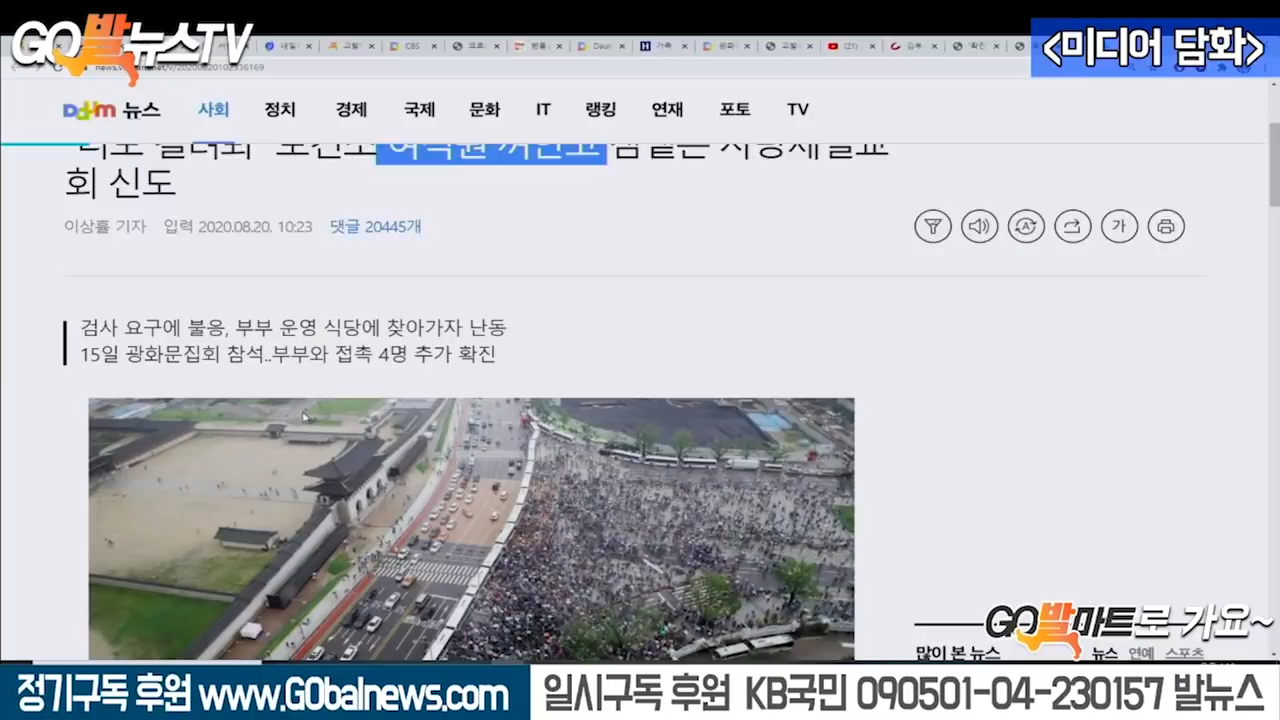 GO발뉴스TV
<미디어 담화>
CBS
Daum 뉴스 사회 정치 경제 국제 문화 IT 랭킹 연재 포토 TV
회 신도
이상휼 기자 입력 2020.08.20. 10:23 댓글 20445개
가
검사 요구에 불응, 부부 운영 식당에 찾아가자 난동
15일 광화문집회 참석..부부와 접촉 4명 추가 확진
GO발마트로 가요~
많이 본 뉴스 뉴스 연예 스포츠
정기구독 후원 www.GObalnews.com 일시구독 후원 KB국민 090501-04-230157 발뉴스